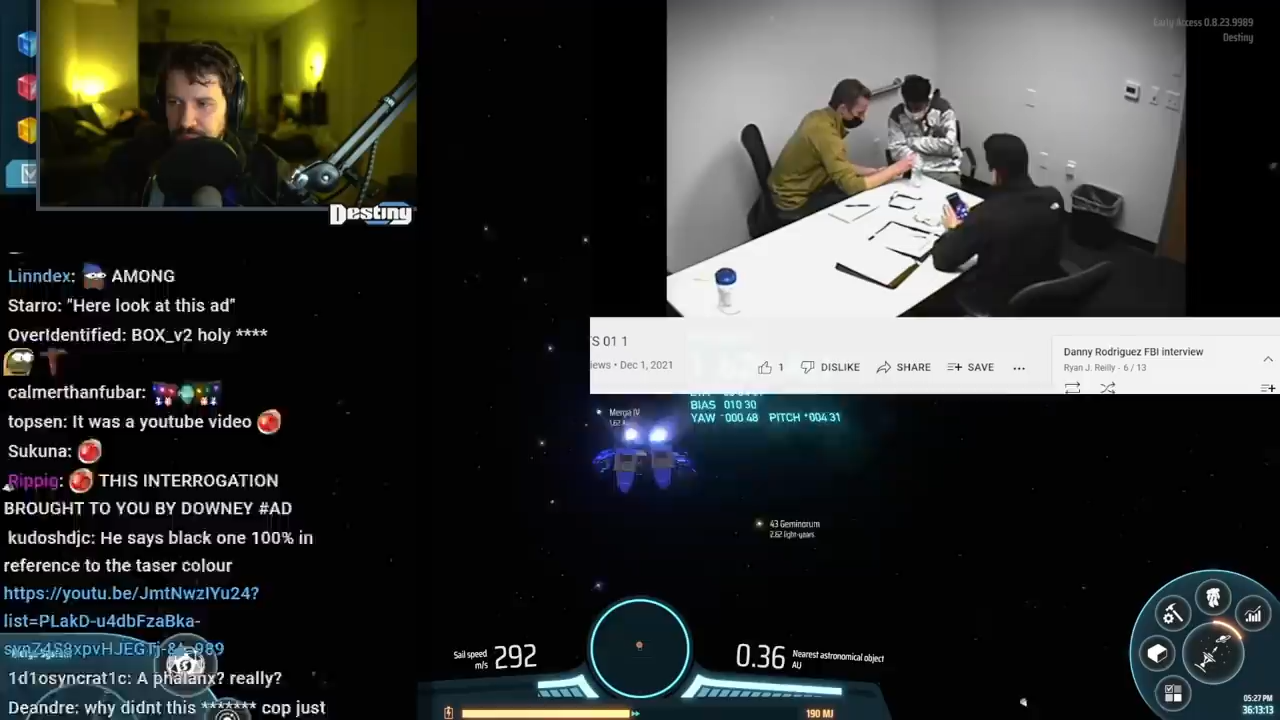 Early Access 0.8.23.9989
Destiny
Destiny
Linndex: AMONG
Starro: "Here look at this ad"
OverIdentified: BOX_v2 holy ****
calmerthanfubar:
topsen: It was a youtube video
Sukuna:
Rippig: THIS INTERROGATION
BROUGHT TO YOU BY DOWNEY #AD
kudoshdjc: He says black one 100% in
reference to the taser colour
https://youtu.be/JmtNwzIYu24?
list=PLakD-u4dbFzaBka-
1d1osyncrat1c: A phalanx? really?
Deandre: why didnt this ******* cop just
S 01 1
iews • Dec 1, 2021
1 DISLIKE SHARE SAVE ...
Danny Rodriguez FBI interview
Ryan J. Reilly - 6 / 13
BIAS 010 30
YAW -000 48 PITCH +004 31
Merga IV
43 Geminorum
2.62 light-years
Sail speed
m/s
292
0.36
Nearest astronomical object
AU
190 MJ
05:27 PM
36:13:13